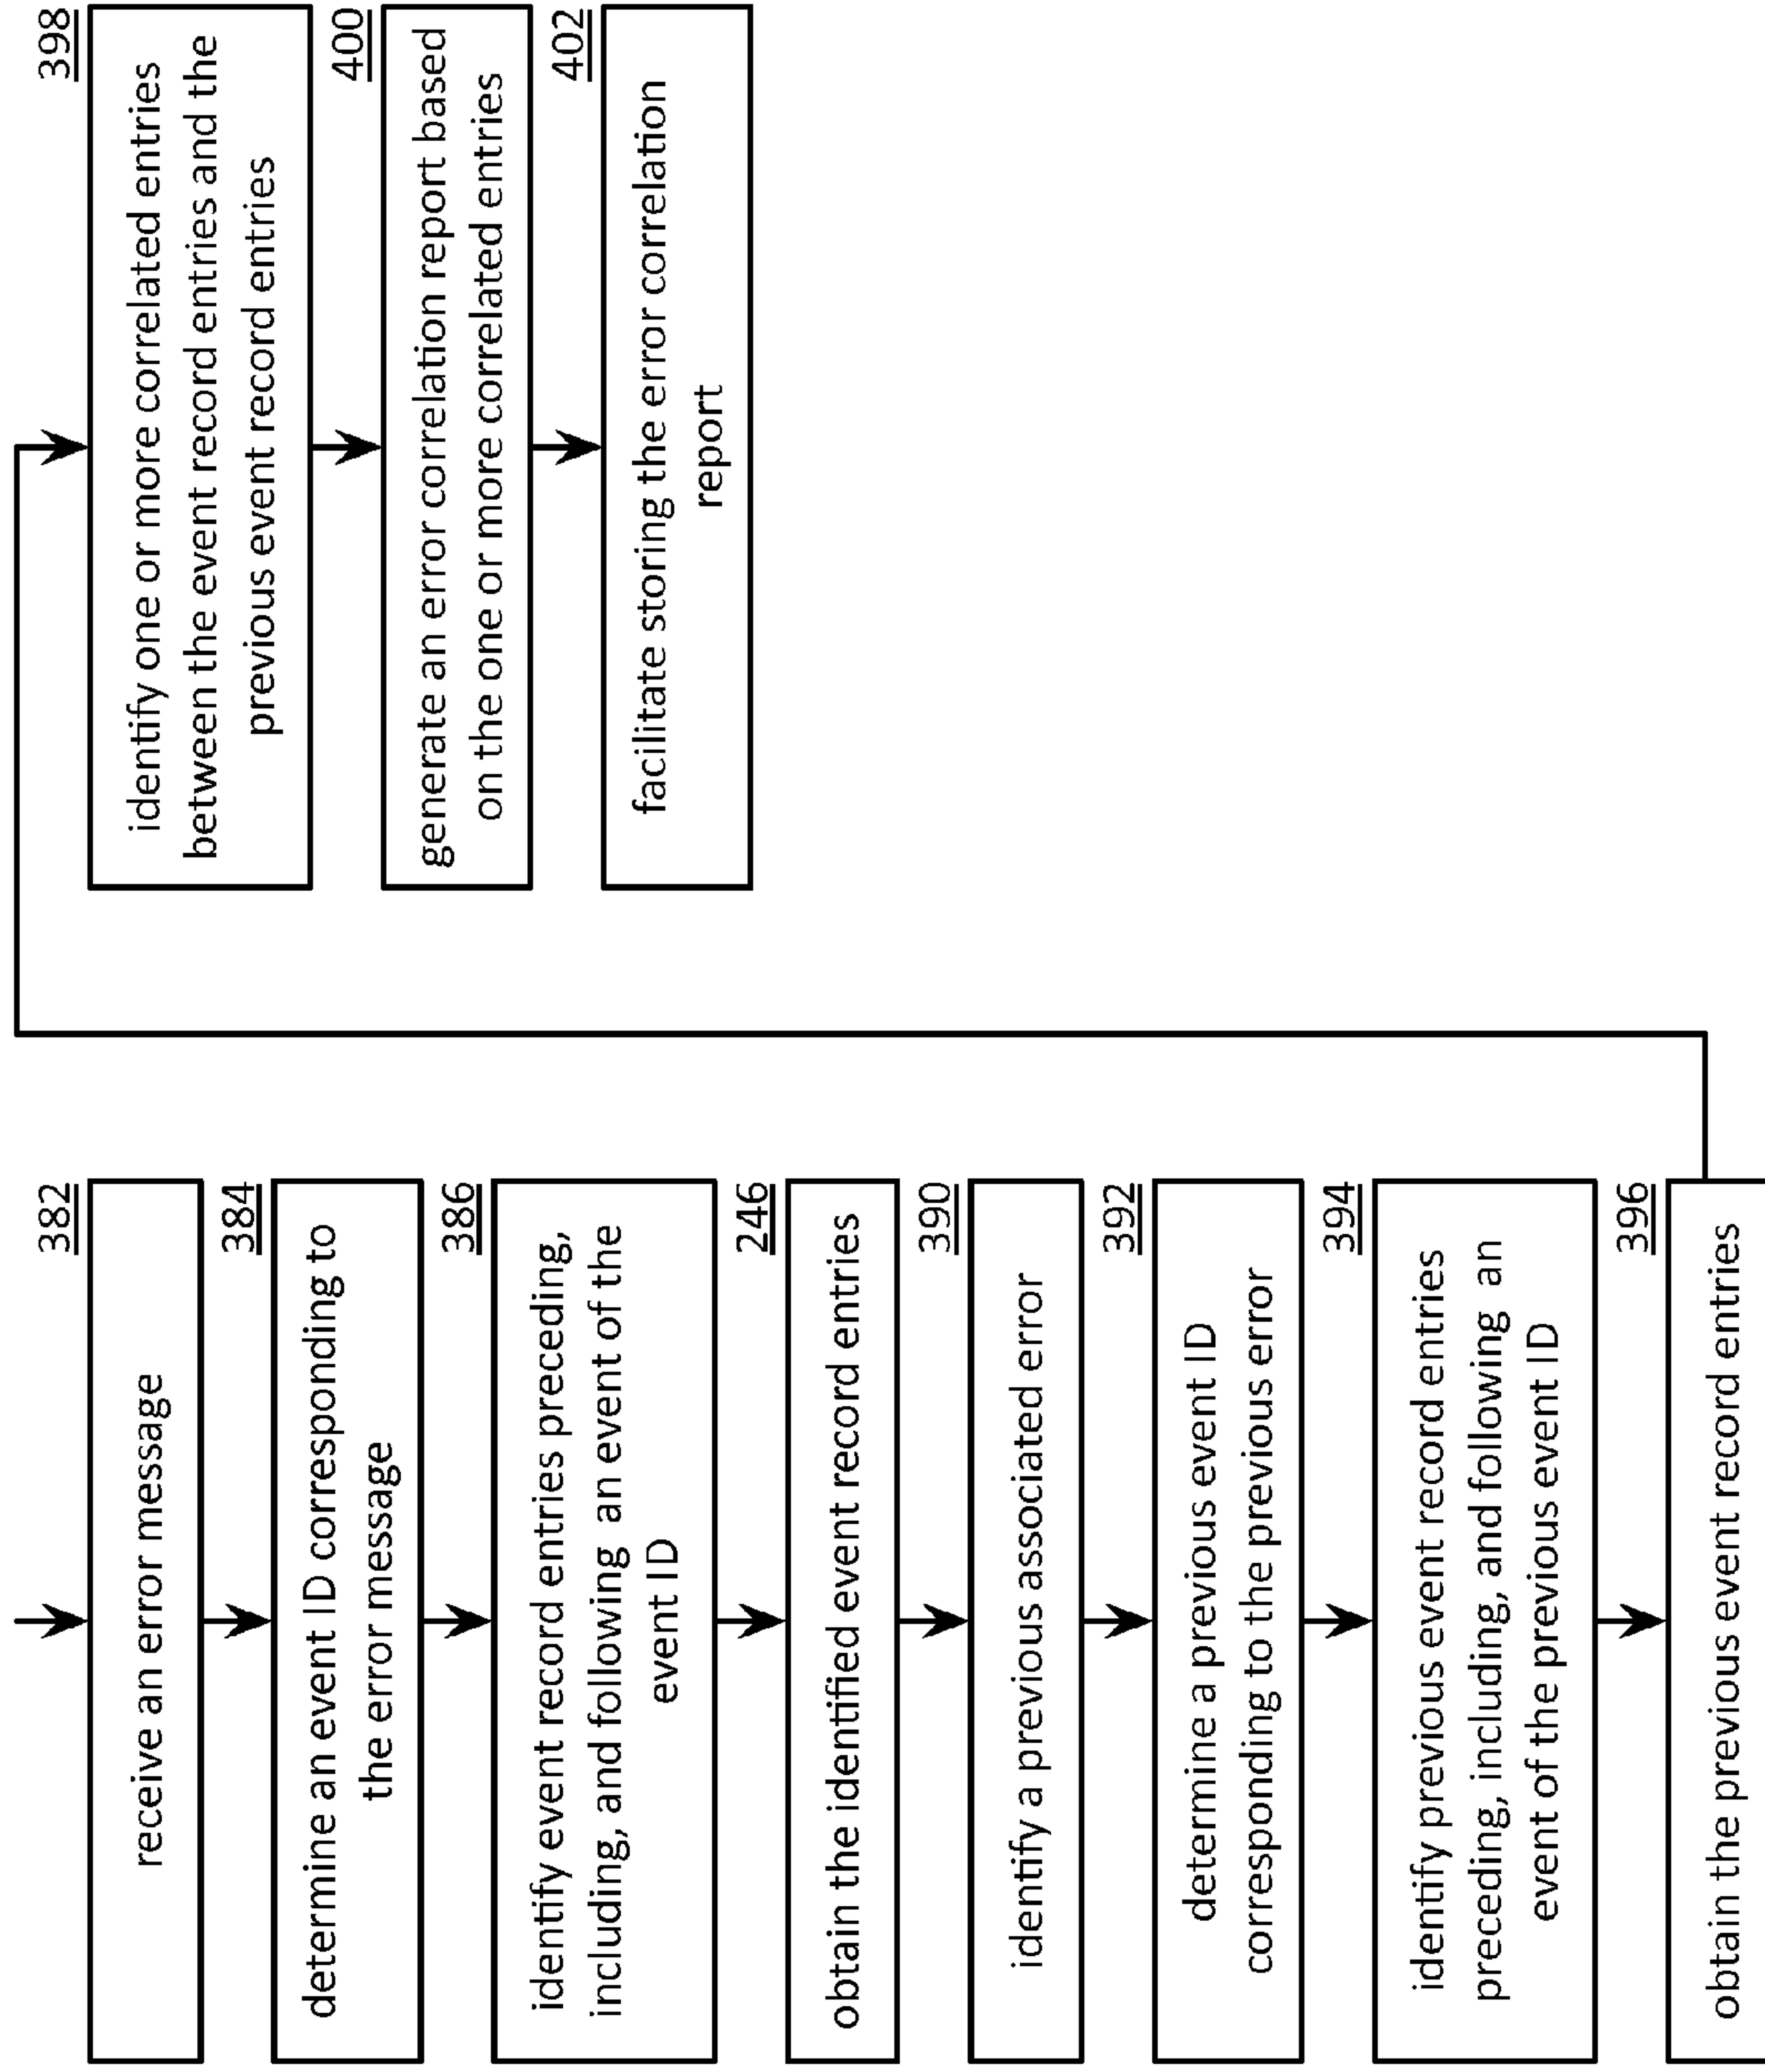 382
receive an error message
384
determine an event ID corresponding to
the error message
386
identify event record entries preceding,
including, and following  an event of the
event ID
246
obtain the identified event record entries
390
identify a previous associated error
392
determine a previous event ID
corresponding to the previous error
394
identify previous event record entries
preceding, including, and following  an
event of the previous event ID
396
obtain the previous event record entries
398
identify one or more correlated entries
between the event record entries and the
previous event record entries
400
generate an error correlation report based
on the one or more correlated entries
402
facilitate storing the error correlation
report